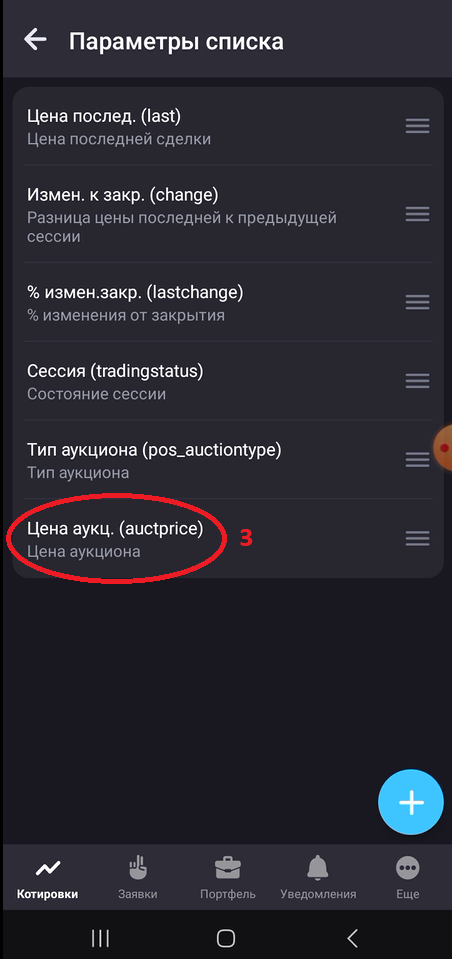 Параметры списка
Цена послед. (last)
Цена последней сделки
Измен. к закр. (change)
Разница цены последней к предыдущей
сессии
% измен.закр. (lastchange)
% изменения от закрытия
Сессия (tradingstatus)
Состояние сессии
Тип аукциона (pos_auctiontype)
Тип аукциона
Цена аукц. (auctprice)
Цена аукциона
3
Котировки
Заявки
Портфель
Уведомления
Еще